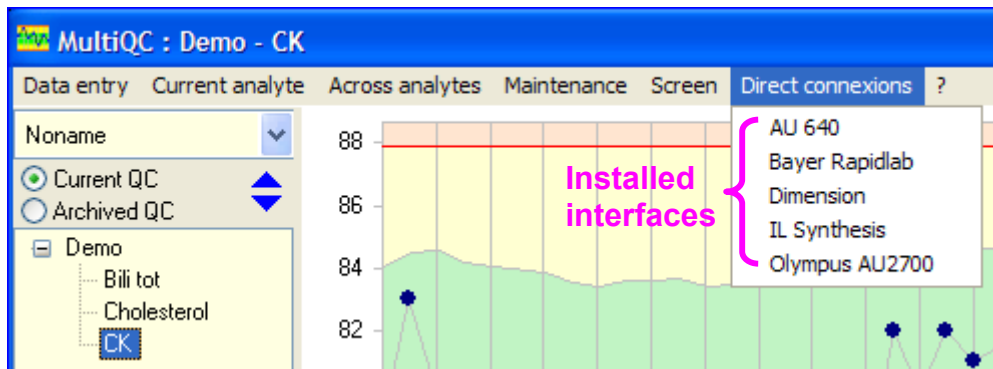 MultiQC : Demo - CK
Data entry Current analyte Across analytes Maintenance Screen Direct connexions ?
Noname
Current QC
Archived QC
Demo
Bili tot
Cholesterol
CK
88
86
84
82
Installed
interfaces
AU 640
Bayer Rapidlab
Dimension
IL Synthesis
Olympus AU2700